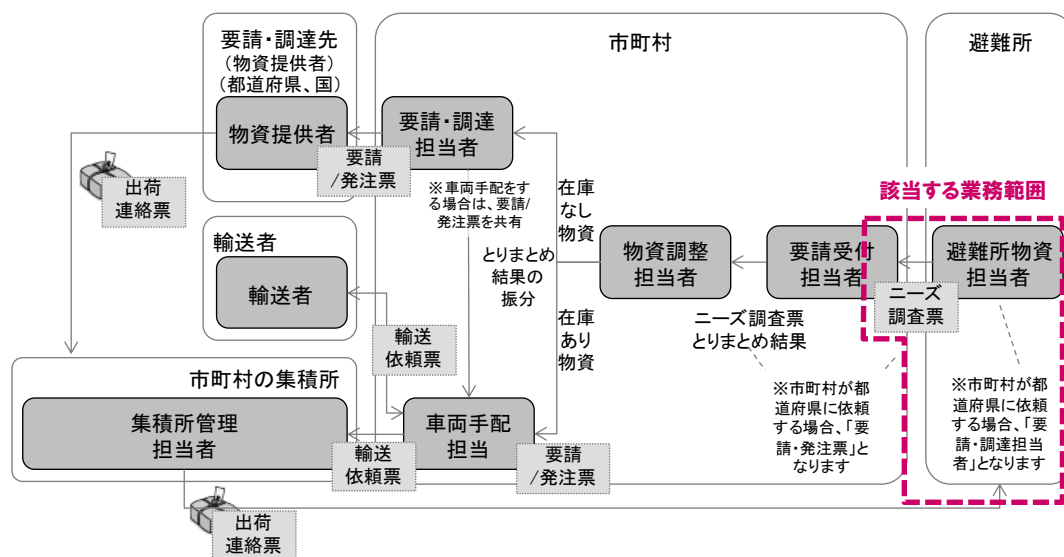 要請・調達先
(物資提供者)
(都道府県、国)
市町村
避難所
物資提供者
要請・調達
担当者
要請
/発注票
出荷
連絡票
※車両手配をす
る場合は、要請/
発注票を共有
在庫
なし
物資
該当する業務範囲
輸送者
輸送者
とりまとめ
結果の
振分
物資調整
担当者
要請受付
担当者
避難所物資
担当者
ニーズ
調査票
輸送
依頼票
在庫
あり
物資
ニーズ調査票
とりまとめ結果
市町村の集積所
集積所管理
担当者
車両手配
担当
輸送
依頼票
要請
/発注票
※市町村が都
道府県に依頼
する場合、「要
請・発注票」と
なります
※市町村が都
道府県に依頼
する場合、「要
請・調達担当
者」となります
出荷
連絡票